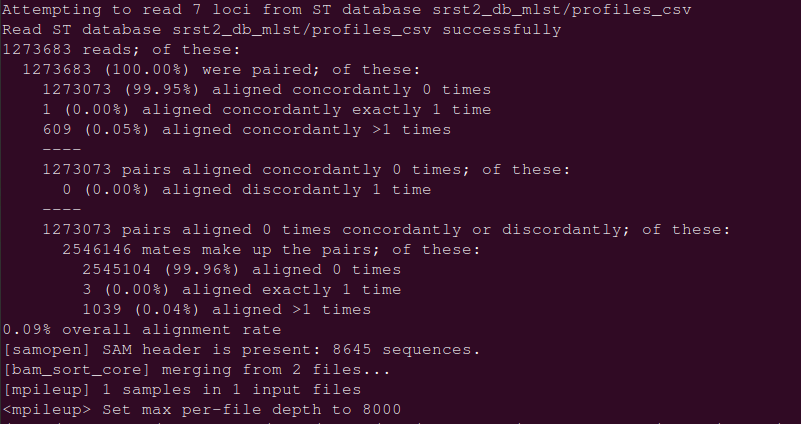 Attempting to read 7 loci from ST database srst2_db_mlst/profiles_csv
Read ST database srst2_db_mlst/profiles_csv successfully
1273683 reads; of these:
  1273683 (100.00%) were paired; of these:
    1273073 (99.95%) aligned concordantly 0 times
    1 (0.00%) aligned concordantly exactly 1 time
    609 (0.05%) aligned concordantly >1 times
    ----
    1273073 pairs aligned concordantly 0 times; of these:
      0 (0.00%) aligned discordantly 1 time
    ----
    1273073 pairs aligned 0 times concordantly or discordantly; of these:
      2546146 mates make up the pairs; of these:
        2545104 (99.96%) aligned 0 times
        3 (0.00%) aligned exactly 1 time
        1039 (0.04%) aligned >1 times
0.09% overall alignment rate
[samopen] SAM header is present: 8645 sequences.
[bam_sort_core] merging from 2 files...
[mpileup] 1 samples in 1 input files
<mpileup> Set max per-file depth to 8000